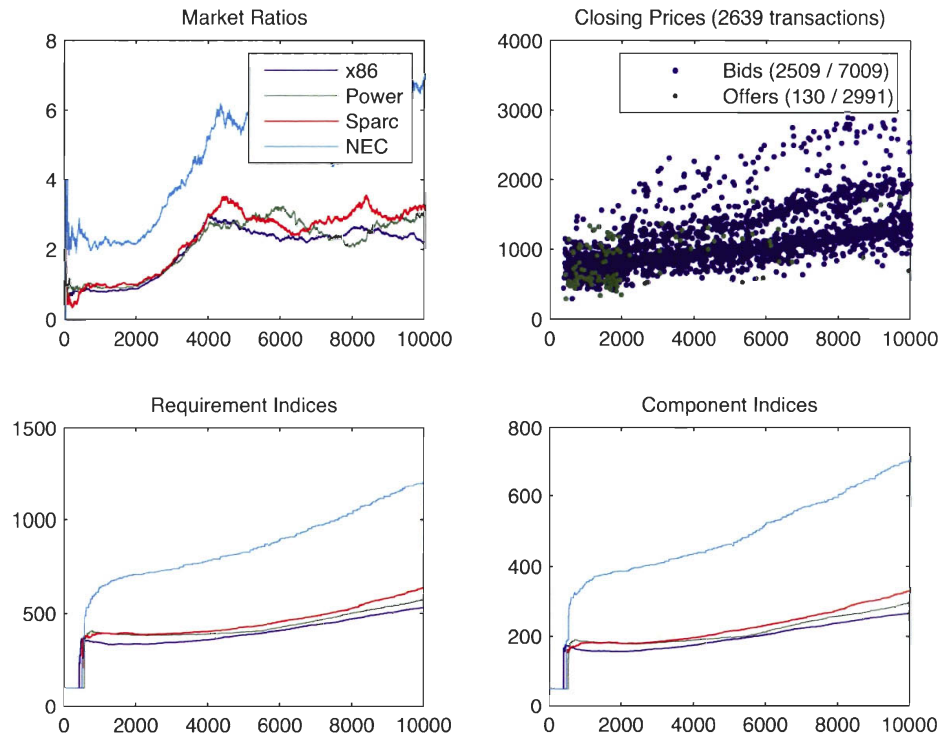 Market Ratios
8
6
4
2
0
0 2000 4000 6000 8000 10000
x86
Power
Sparc
NEC
Closing Prices (2639 transactions)
4000
3000
2000
1000
0
0 2000 4000 6000 8000 10000
Bids (2509 / 7009)
Offers (130 / 2991)
Requirement Indices
1500
1000
500
0
0 2000 4000 6000 8000 10000
Component Indices
800
600
400
200
0
0 2000 4000 6000 8000 10000